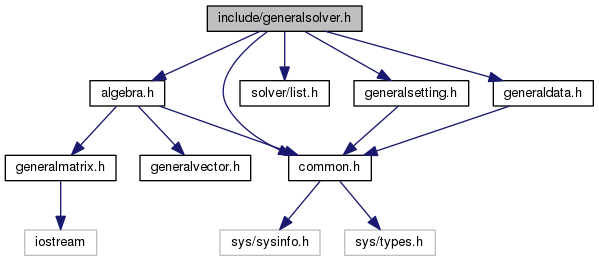 include/generalsolver.h
algebra.h
solver/list.h
generalsetting.h
generaldata.h
generalmatrix.h
generalvector.h
common.h
iostream
sys/sysinfo.h
sys/types.h